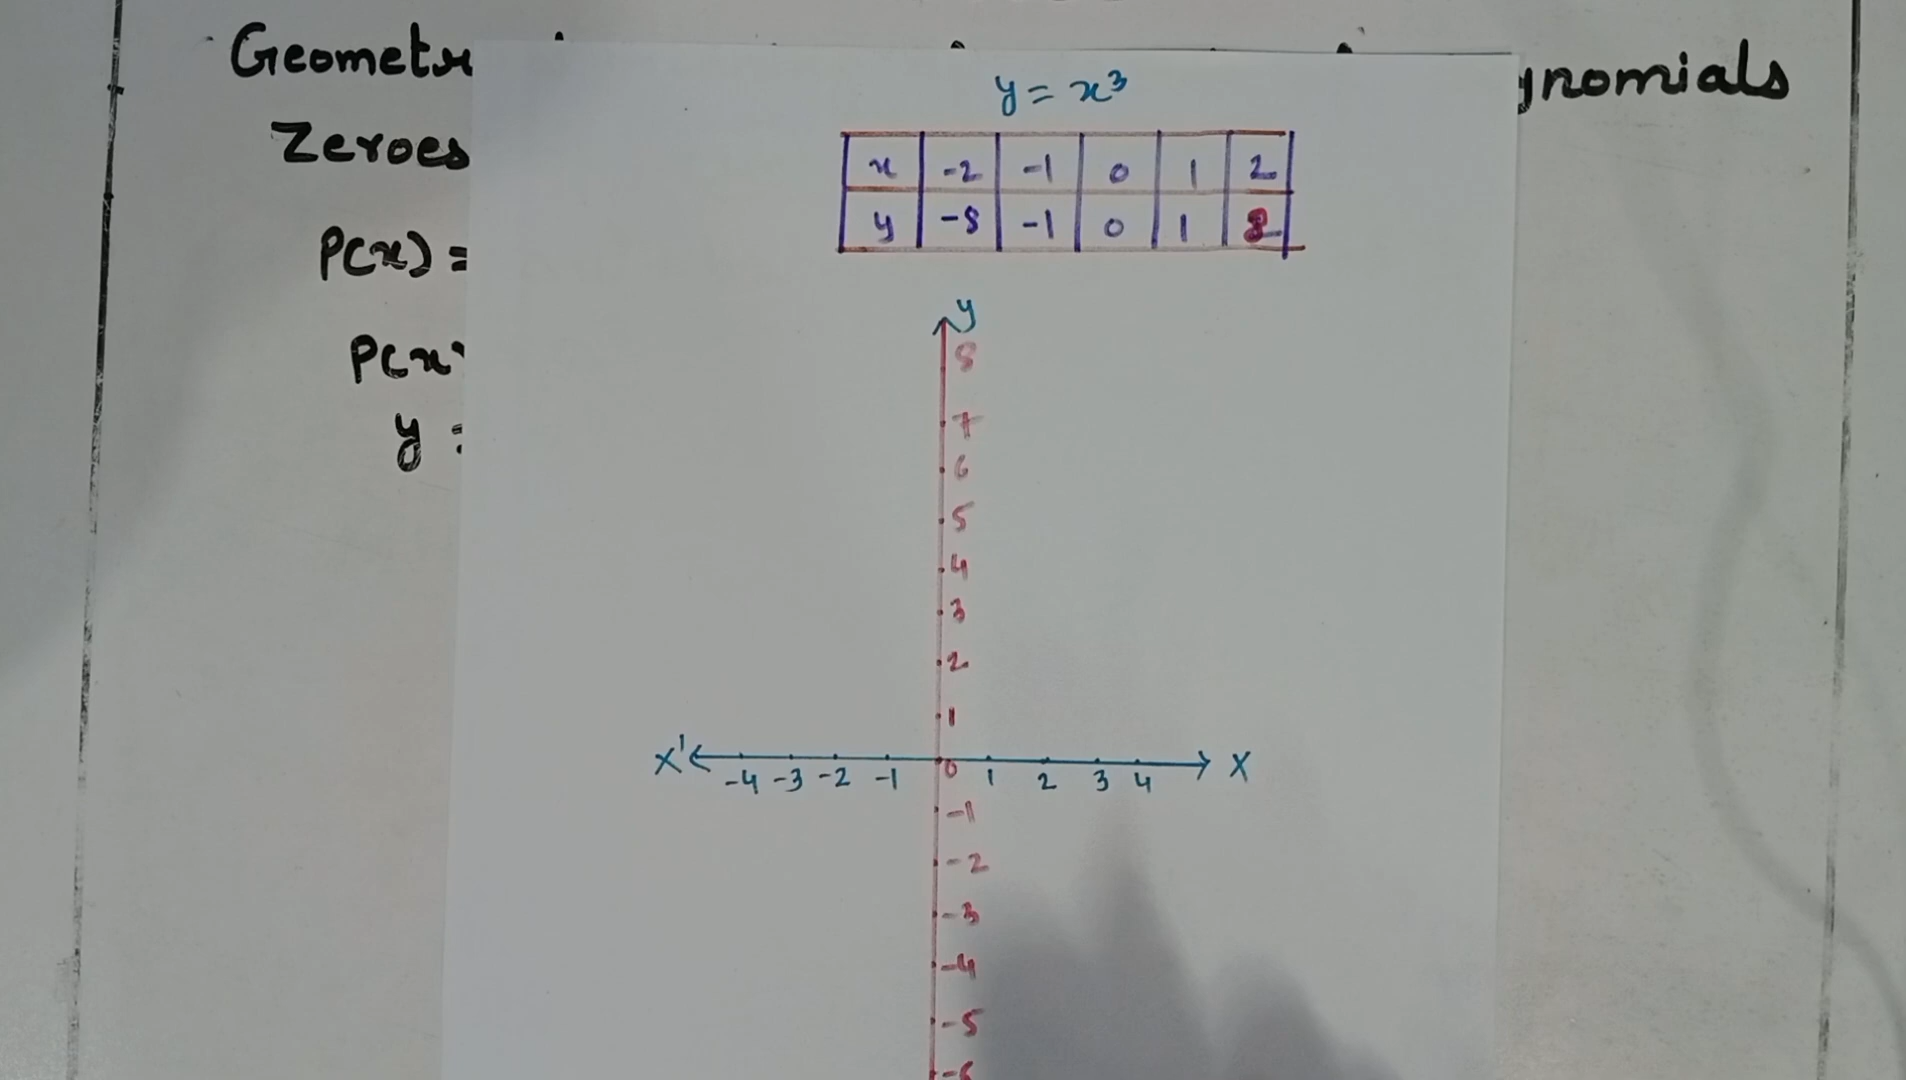 Geometr
ynomials
Zeroes
P(x) =
P(x)
y =
y = x³
x -2 -1 0 1 2
y -8 -1 0 1 8
y
8
7
6
5
4
3
2
1
X' X
-4 -3 -2 -1 0 1 2 3 4
-1
-2
-3
-4
-5
-6